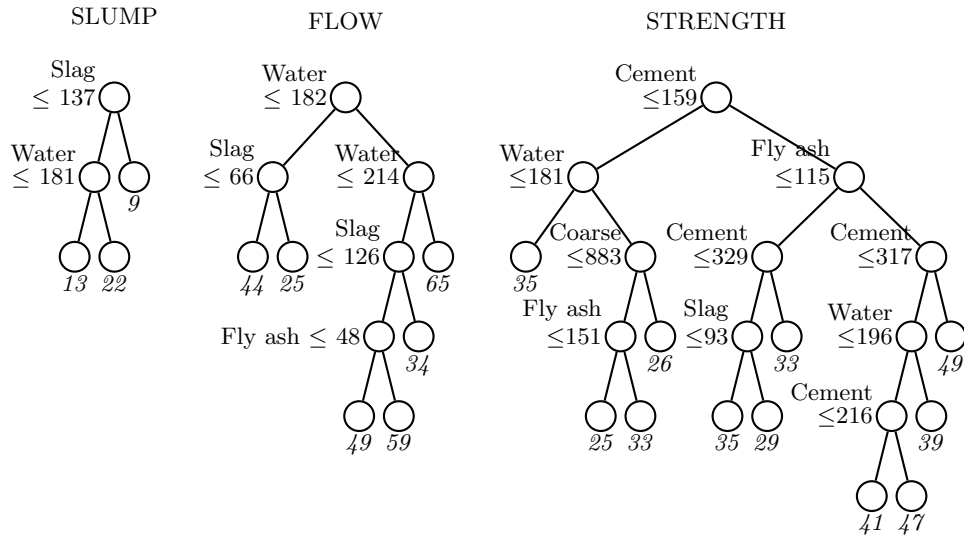 SLUMP
FLOW
STRENGTH
Slag
≤ 137
Water
≤ 181
9
13
22
Water
≤ 182
Slag
≤ 66
Water
≤ 214
44
25
Slag
≤ 126
65
Fly ash ≤ 48
34
49
59
Cement
≤159
Water
≤181
Fly ash
≤115
35
Coarse
≤883
Cement
≤329
Cement
≤317
Fly ash
≤151
26
Slag
≤93
33
Water
≤196
49
25
33
35
29
Cement
≤216
39
41
47